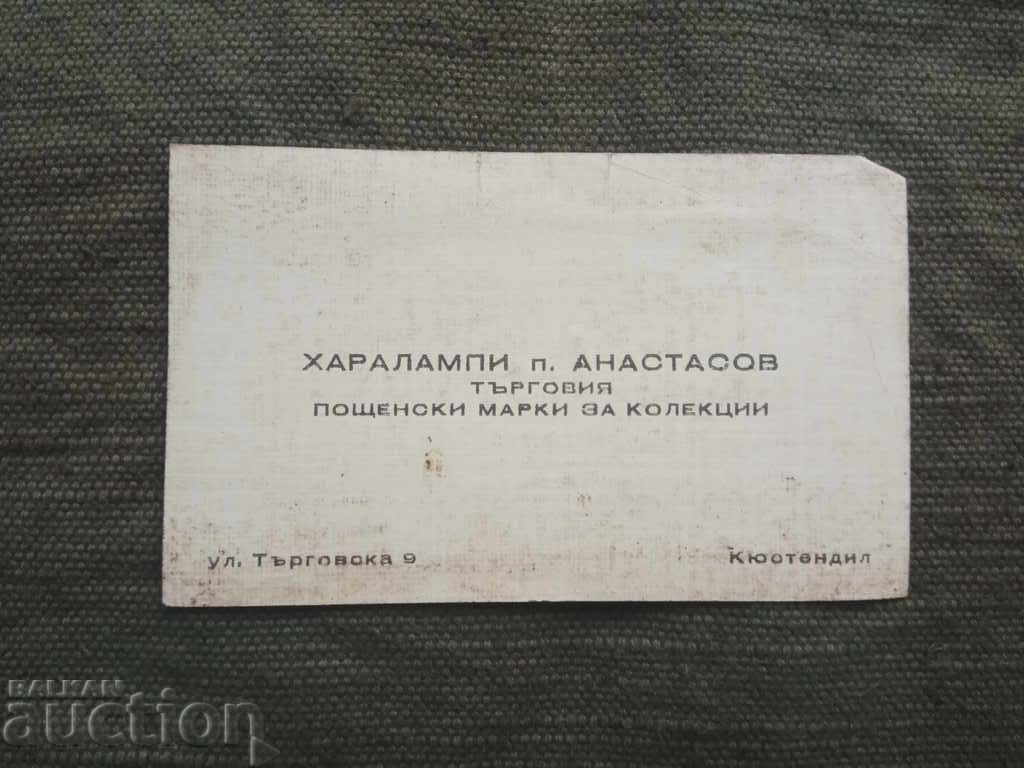 ХАРАЛАМПИ п. АНАСТАСОВ
ТЪРГОВИЯ
ПОЩЕНСКИ МАРКИ ЗА КОЛЕКЦИИ
ул. Търговска 9
Кюстендил
BALKAN
auction